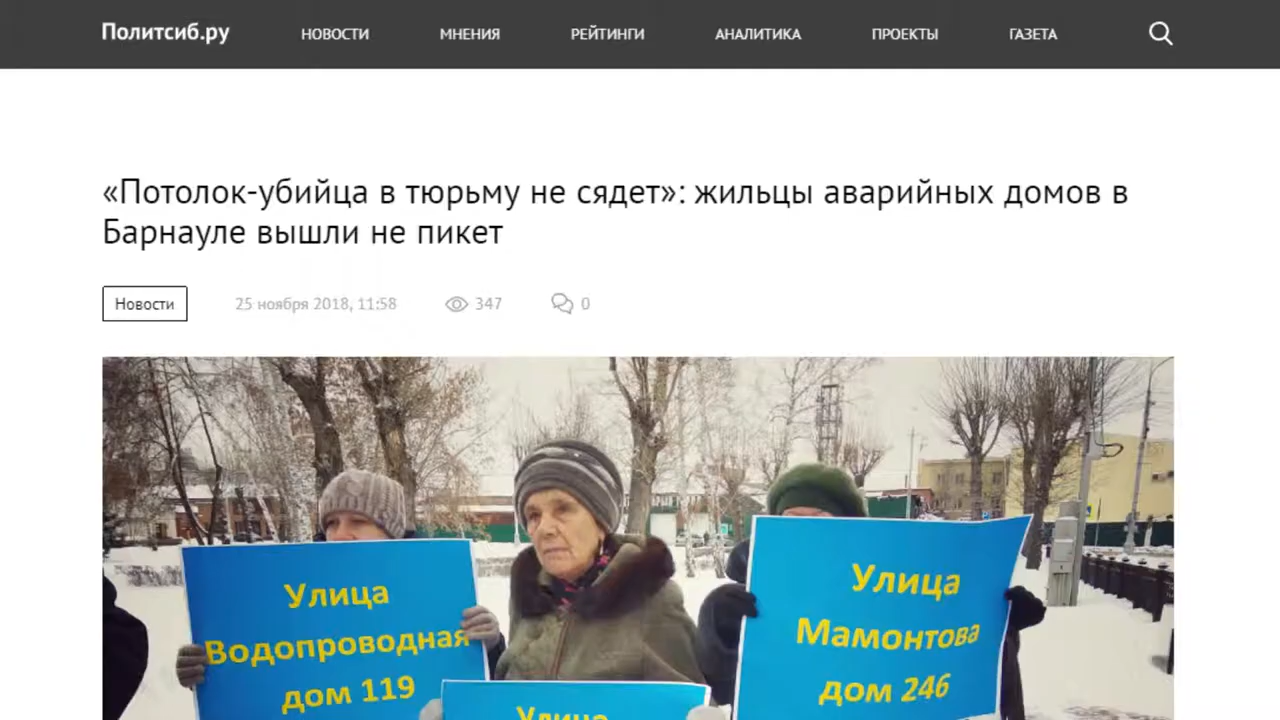 Политсиб.ру
НОВОСТИ
МНЕНИЯ
РЕЙТИНГИ
АНАЛИТИКА
ПРОЕКТЫ
ГАЗЕТА
«Потолок-убийца в тюрьму не сядет»: жильцы аварийных домов в
Барнауле вышли не пикет
Новости
25 ноября 2018, 11:58
347
0
Улица
Водопроводная
дом 119
Улица
Улица
Мамонтова
дом 246